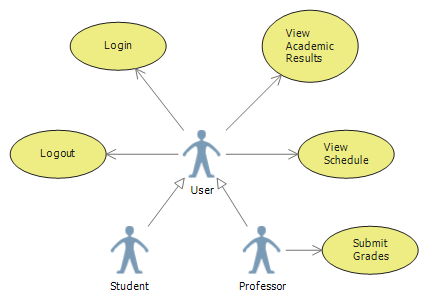 Login
View
Academic
Results
Logout
View
Schedule
User
Submit
Grades
Student
Professor